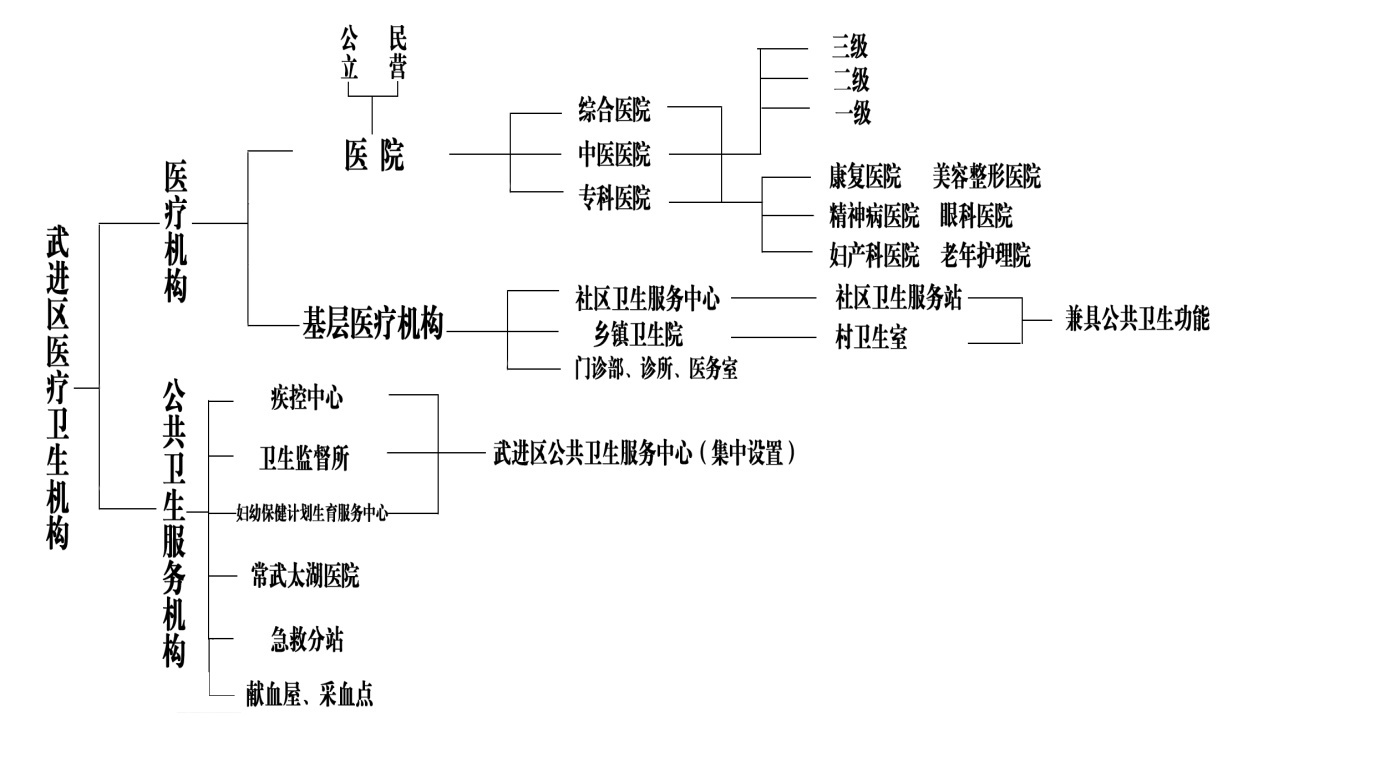 武进区医疗卫生机构
医疗机构
公立
民营
医院
综合医院
中医医院
专科医院
三级
二级
一级
康复医院 美容整形医院
精神病医院 眼科医院
妇产科医院 老年护理院
基层医疗机构
社区卫生服务中心
乡镇卫生院
门诊部、诊所、医务室
社区卫生服务站
村卫生室
兼具公共卫生功能
公共卫生服务机构
疾控中心
卫生监督所
妇幼保健计划生育服务中心
武进区公共卫生服务中心（集中设置）
常武太湖医院
急救分站
献血屋、采血点